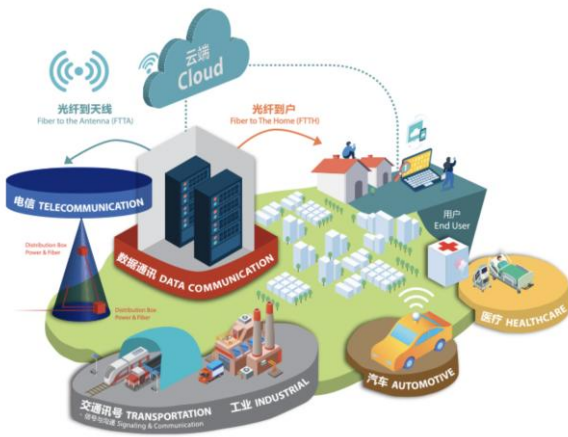 云端
Cloud
光纤到天线
Fiber to the Antenna (FTTA)
光纤到户
Fiber to The Home (FTTH)
电信 TELECOMMUNICATION
用户
End User
Distribution Box
Power & Fiber
数据通讯 DATA COMMUNICATION
Distribution Box
Power & Fiber
医疗 HEALTHCARE
汽车 AUTOMOTIVE
交通讯号 TRANSPORTATION
工业 INDUSTRIAL
Signaling & Communication